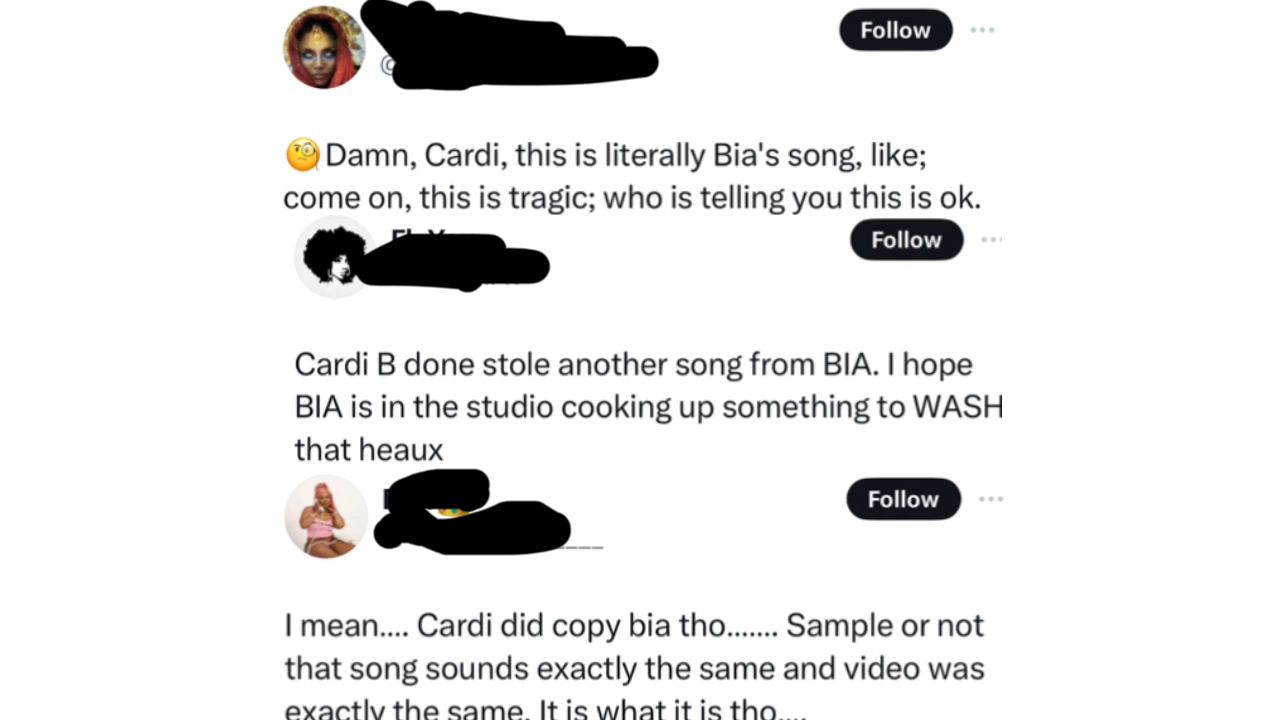 Follow
🧐Damn, Cardi, this is literally Bia's song, like;
come on, this is tragic; who is telling you this is ok.
Follow
Cardi B done stole another song from BIA. I hope
BIA is in the studio cooking up something to WASH
that heaux
Follow
I mean.... Cardi did copy bia tho....... Sample or not
that song sounds exactly the same and video was
exactly the same. It is what it is tho....